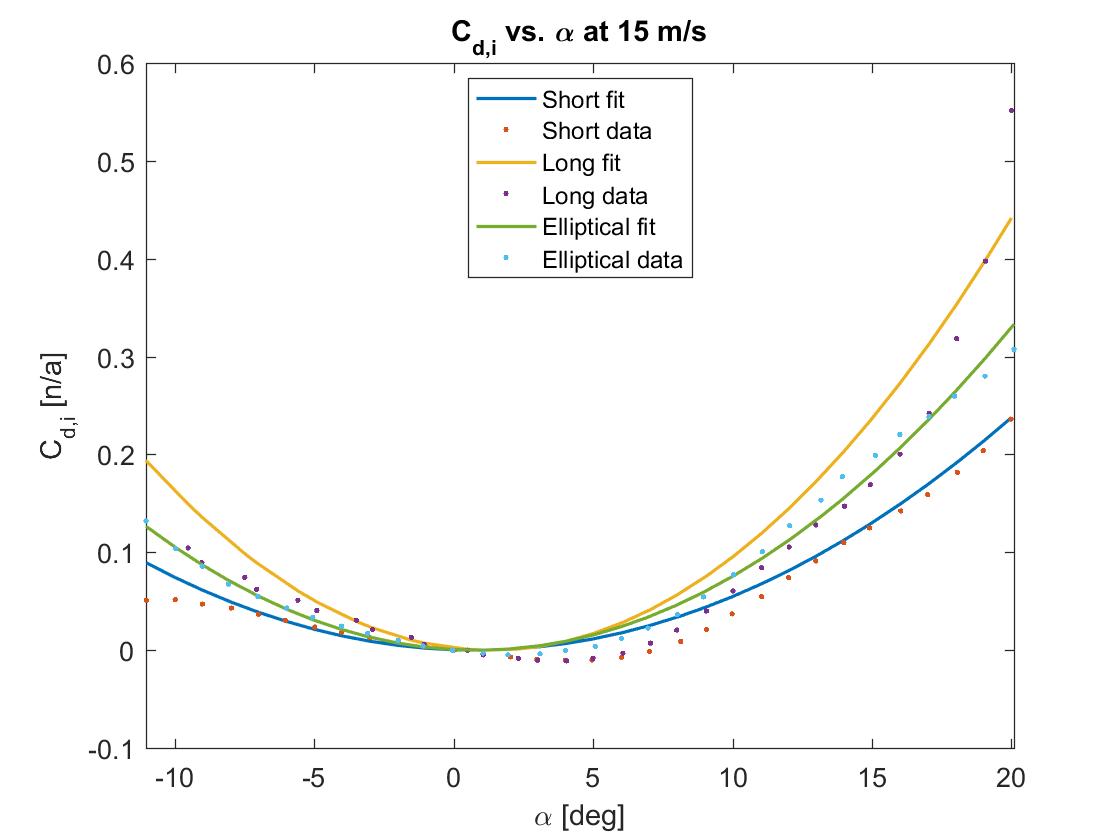 C_d,i vs. α at 15 m/s
0.6
0.5
0.4
0.3
0.2
0.1
0
-0.1
C_d,i [n/a]
Short fit
Short data
Long fit
Long data
Elliptical fit
Elliptical data
-10 -5 0 5 10 15 20
α [deg]